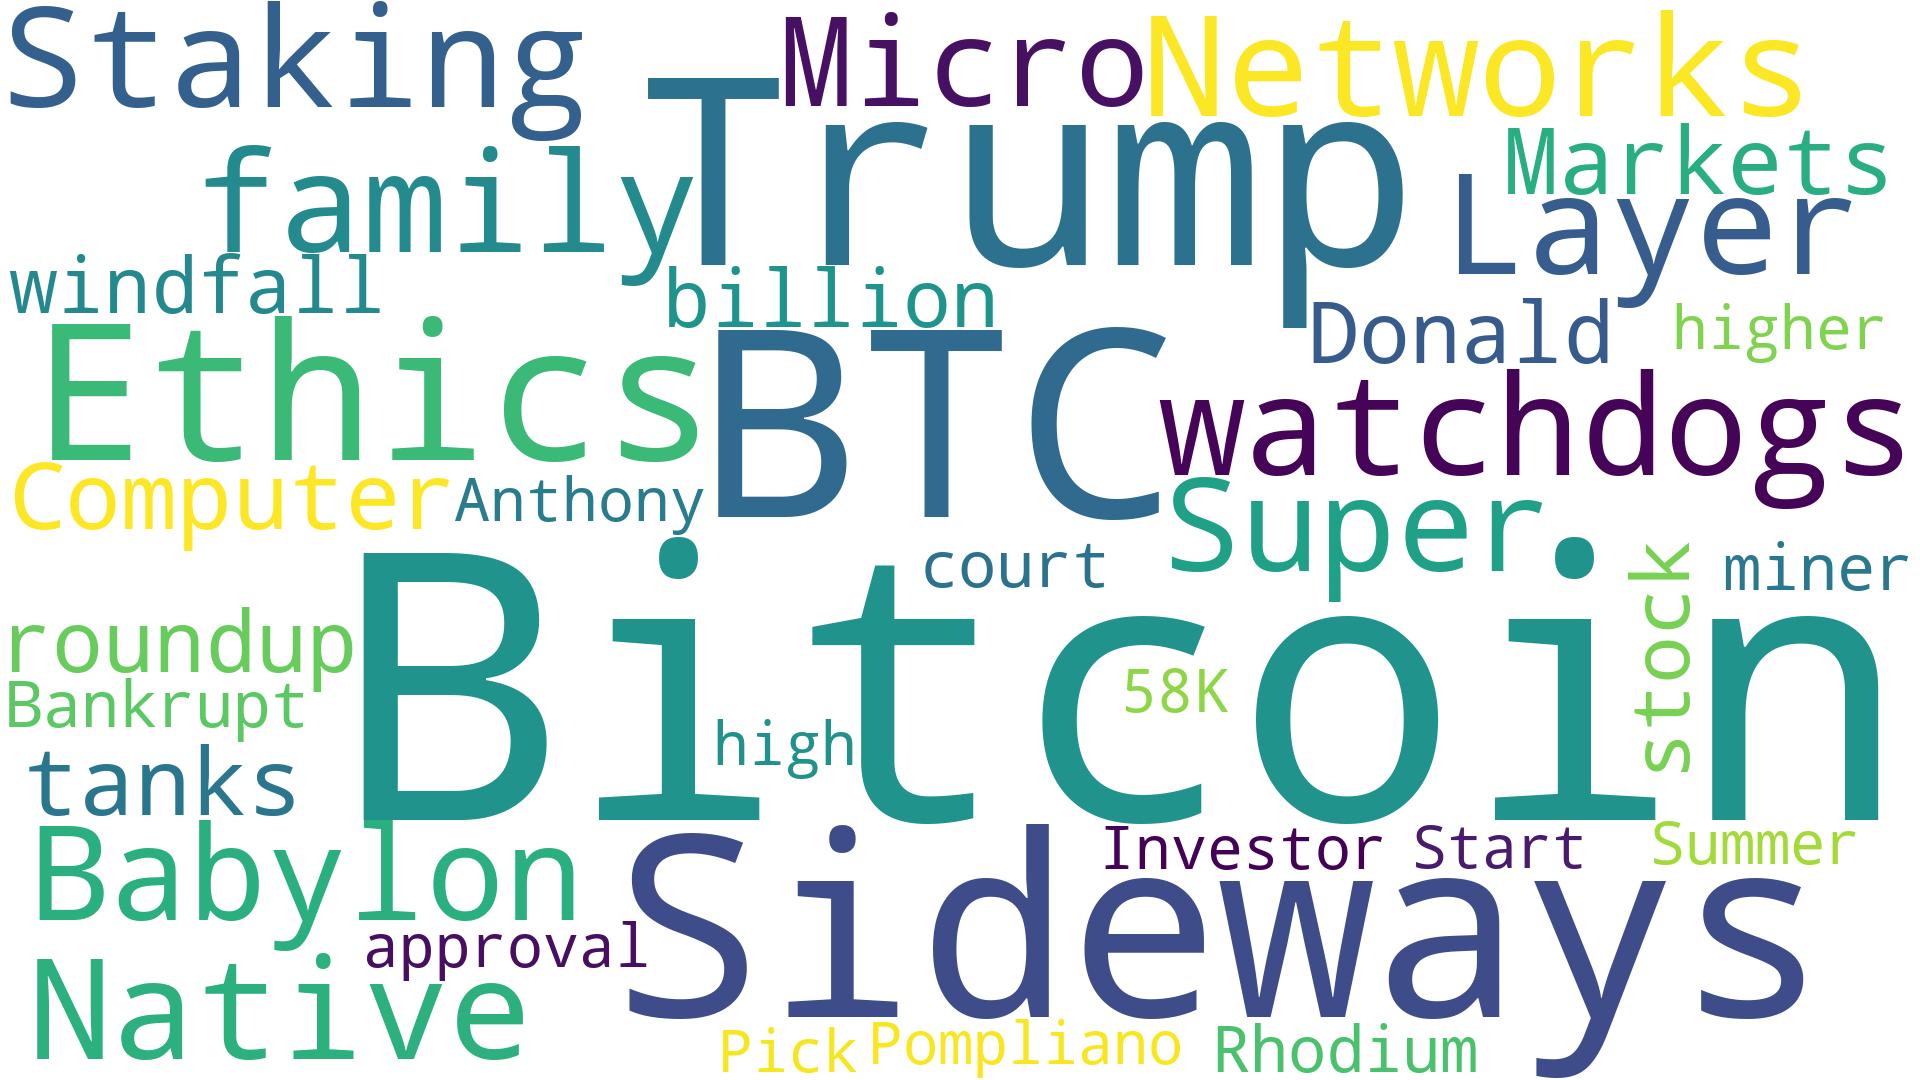 Staking
Micro
Networks
Trump
family
Markets
Layer
windfall
billion
Donald
higher
Ethics
BTC
watchdogs
Computer
Anthony
Super
court
stock
miner
Bitcoin
roundup
58K
Bankrupt
high
tanks
Babylon
Sideways
Investor
Start
Summer
approval
Native
Pick
Pompliano
Rhodium